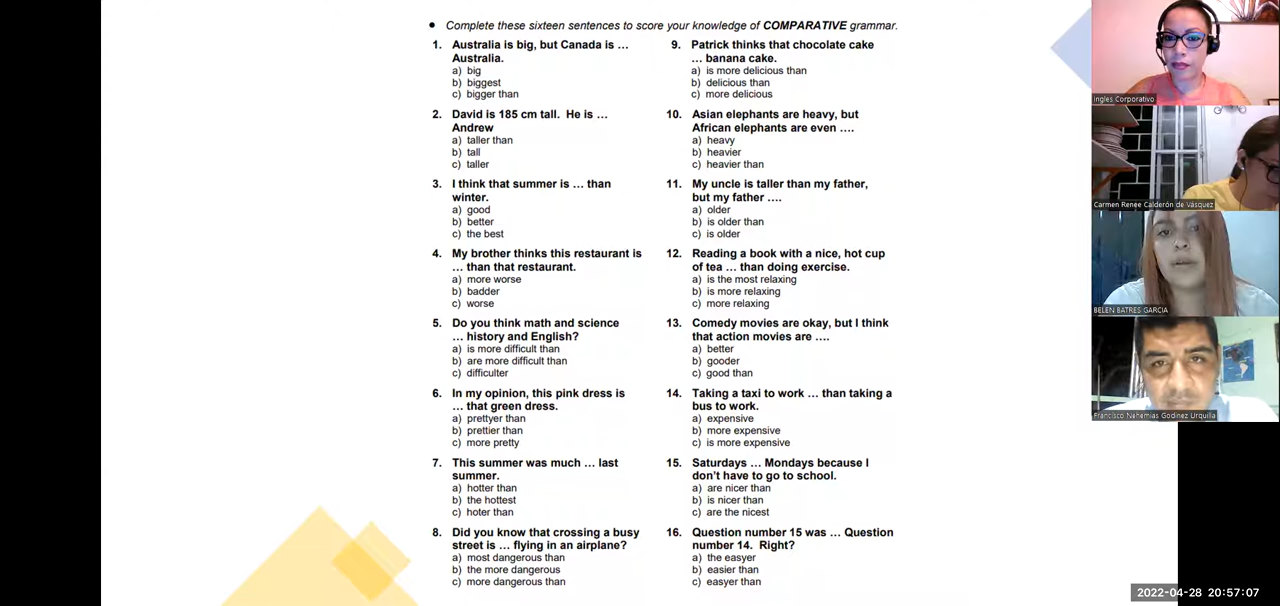 • Complete these sixteen sentences to score your knowledge of COMPARATIVE grammar.
1. Australia is big, but Canada is …
Australia.
a) big
b) biggest
c) bigger than
2. David is 185 cm tall. He is …
Andrew
a) taller than
b) tall
c) taller
3. I think that summer is … than
winter.
a) good
b) better
c) the best
4. My brother thinks this restaurant is
… than that restaurant.
a) more worse
b) badder
c) worse
5. Do you think math and science
… history and English?
a) is more difficult than
b) are more difficult than
c) difficulter
6. In my opinion, this pink dress is
… that green dress.
a) prettyer than
b) prettier than
c) more pretty
7. This summer was much … last
summer.
a) hotter than
b) the hottest
c) hoter than
8. Did you know that crossing a busy
street is … flying in an airplane?
a) most dangerous than
b) the more dangerous
c) more dangerous than
9. Patrick thinks that chocolate cake
… banana cake.
a) is more delicious than
b) delicious than
c) more delicious
10. Asian elephants are heavy, but
African elephants are even ….
a) heavy
b) heavier
c) heavier than
11. My uncle is taller than my father,
but my father ….
a) older
b) is older than
c) is older
12. Reading a book with a nice, hot cup
of tea … than doing exercise.
a) is the most relaxing
b) is more relaxing
c) more relaxing
13. Comedy movies are okay, but I think
that action movies are ….
a) better
b) gooder
c) good than
14. Taking a taxi to work … than taking a
bus to work.
a) expensive
b) more expensive
c) is more expensive
15. Saturdays … Mondays because I
don't have to go to school.
a) are nicer than
b) is nicer than
c) are the nicest
16. Question number 15 was … Question
number 14. Right?
a) the easyer
b) easier than
c) easyer than
Ingles Corporativo
Carmen Renee Calderón de Vásquez
BELEN BATRES GARCIA
Francisco Nehemias Godinez Urquilla
2022-04-28 20:57:07